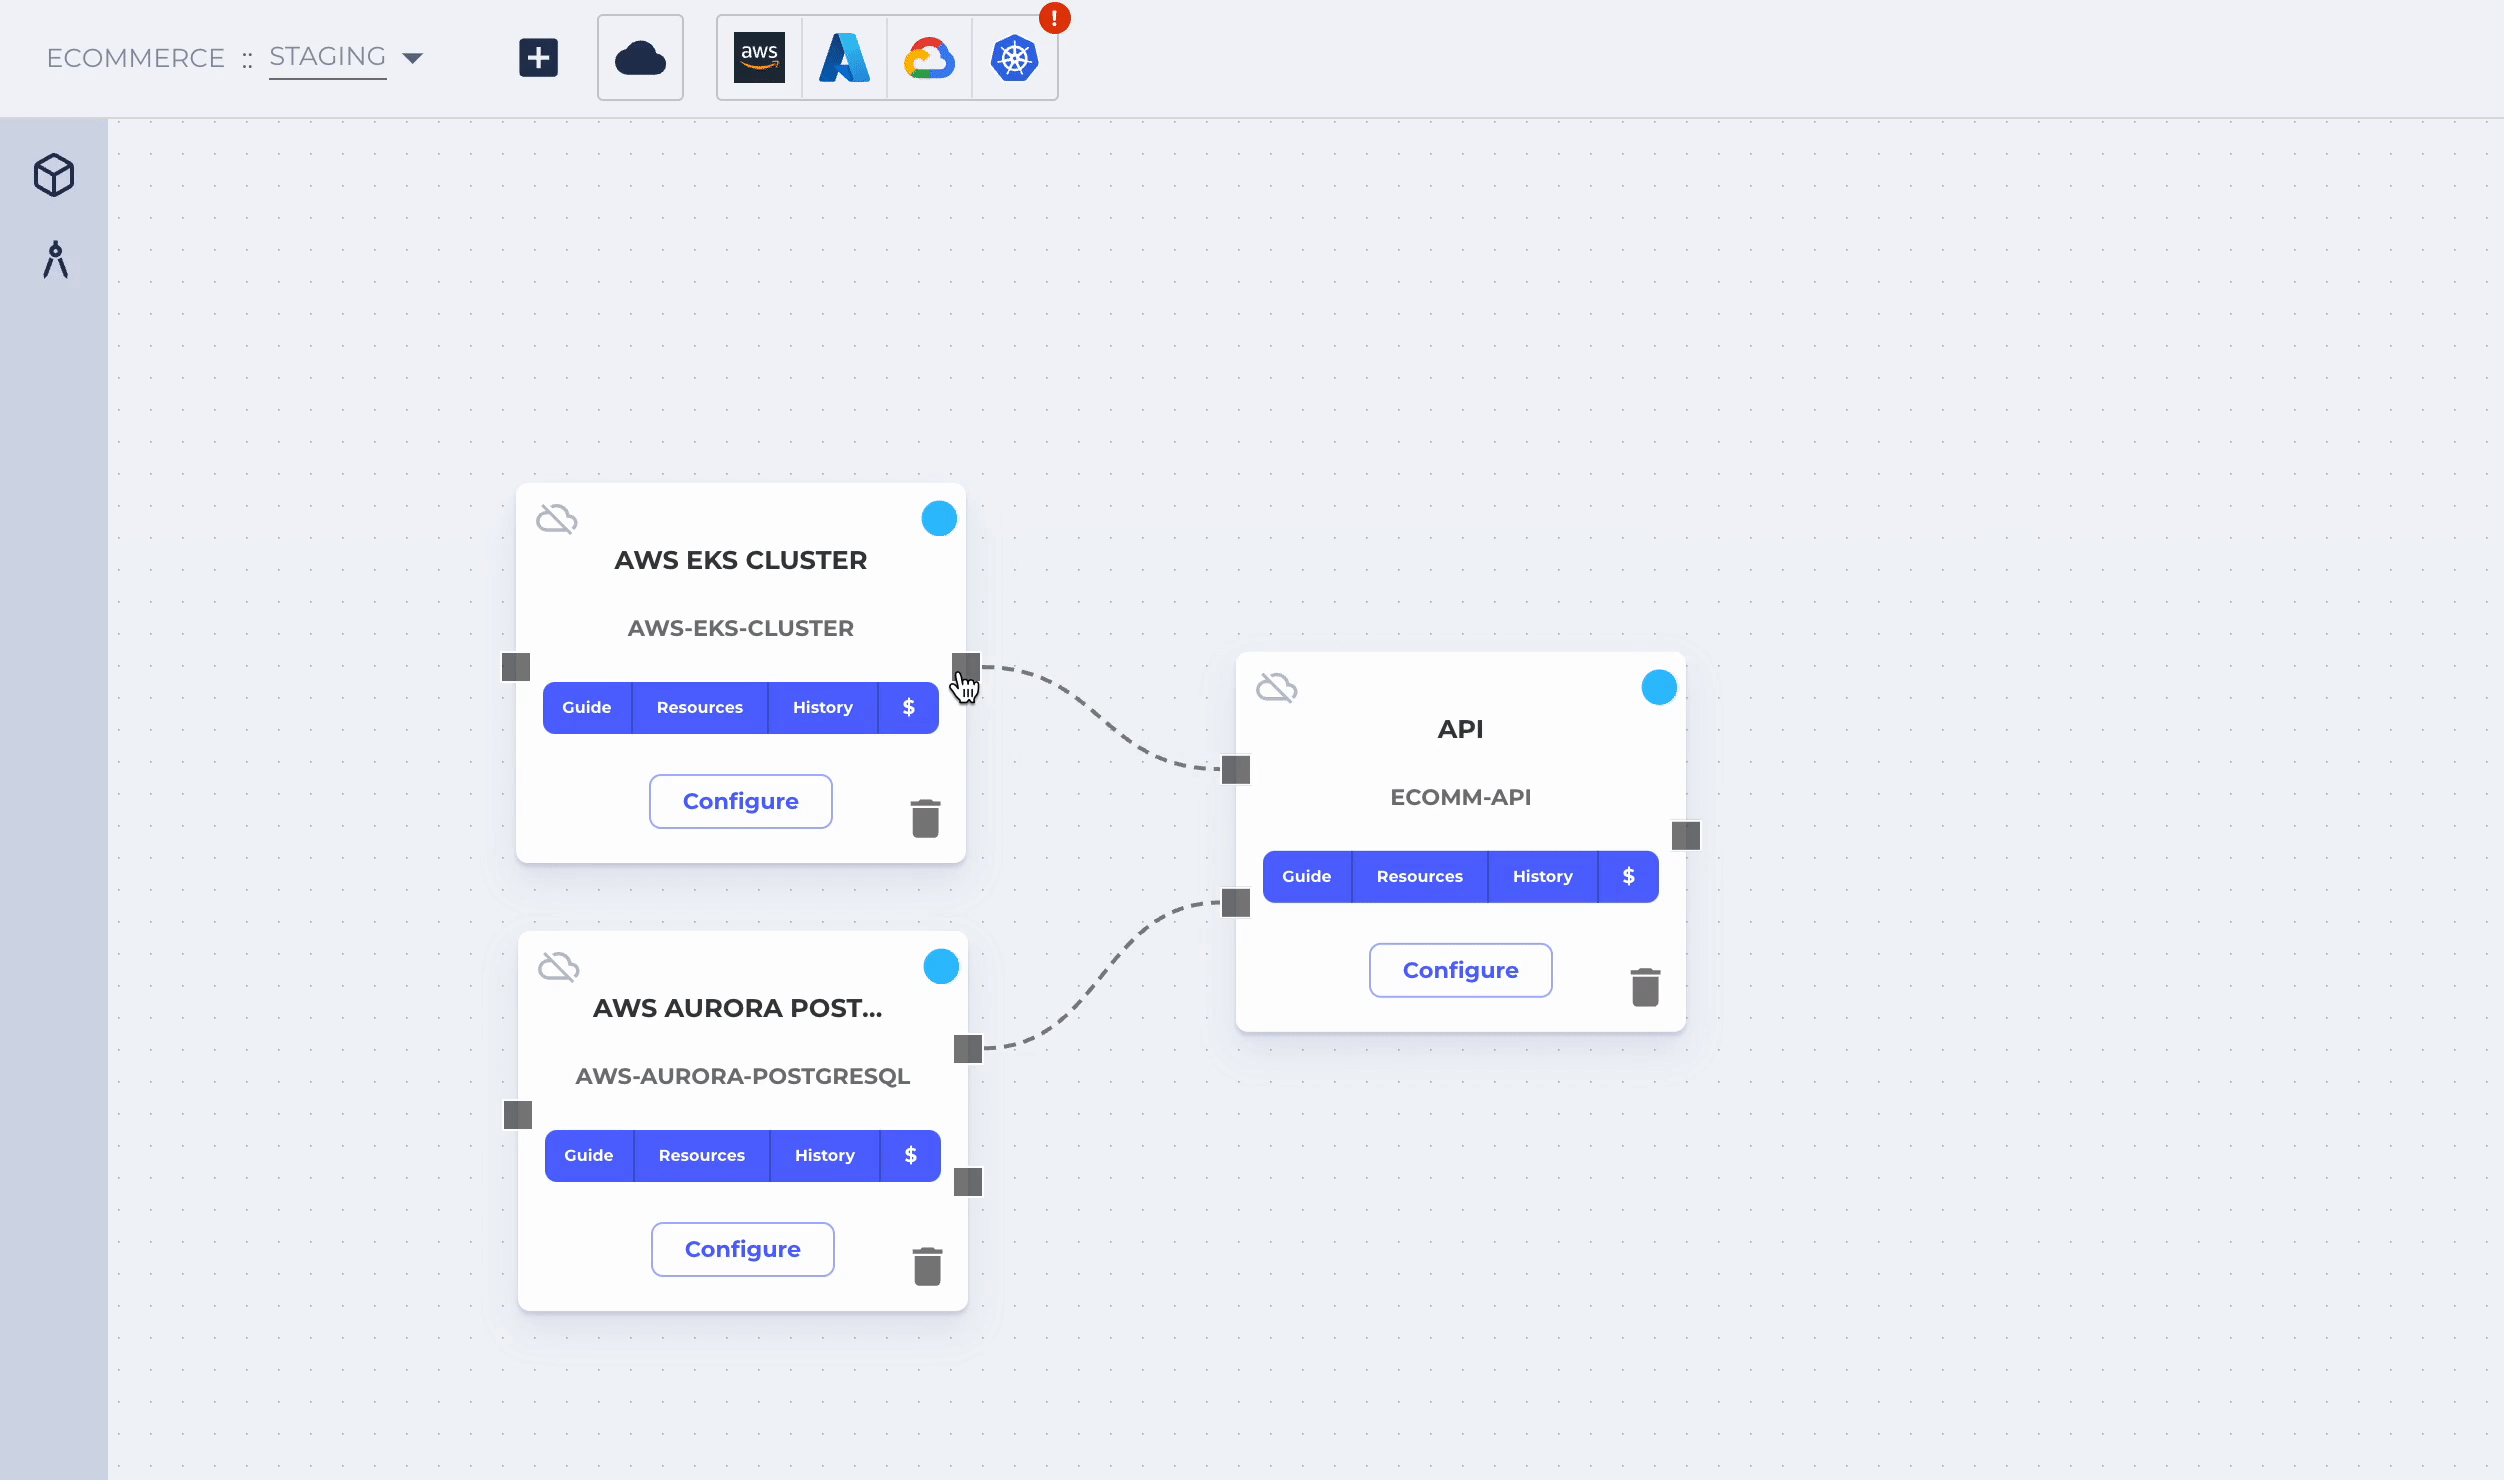 ECOMMERCE :: STAGING
aws
!
AWS EKS CLUSTER
AWS-EKS-CLUSTER
Guide Resources History $
Configure
API
ECOMM-API
Guide Resources History $
Configure
AWS AURORA POST...
AWS-AURORA-POSTGRESQL
Guide Resources History $
Configure